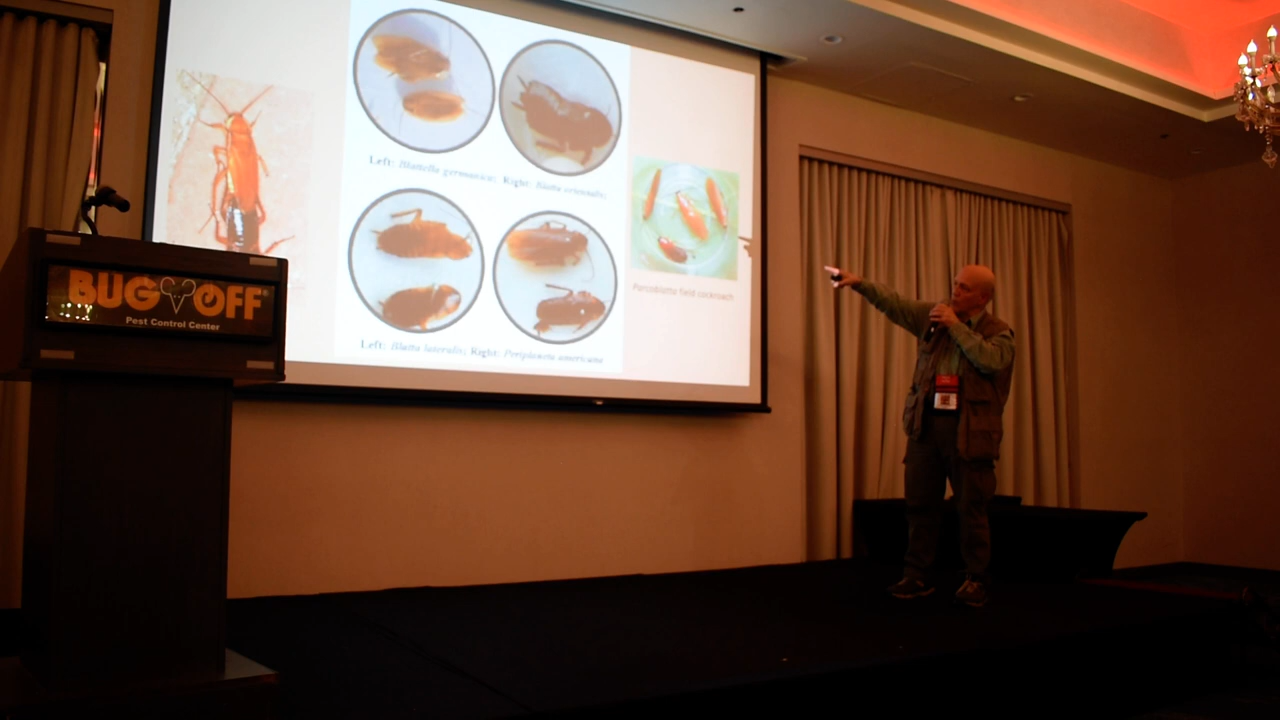 BUG OFF
Pest Control Center
Left: Blattella germanica; Right: Blatta orientalis;
Left: Blatta lateralis; Right: Periplaneta americana
Parcoblatta field cockroach